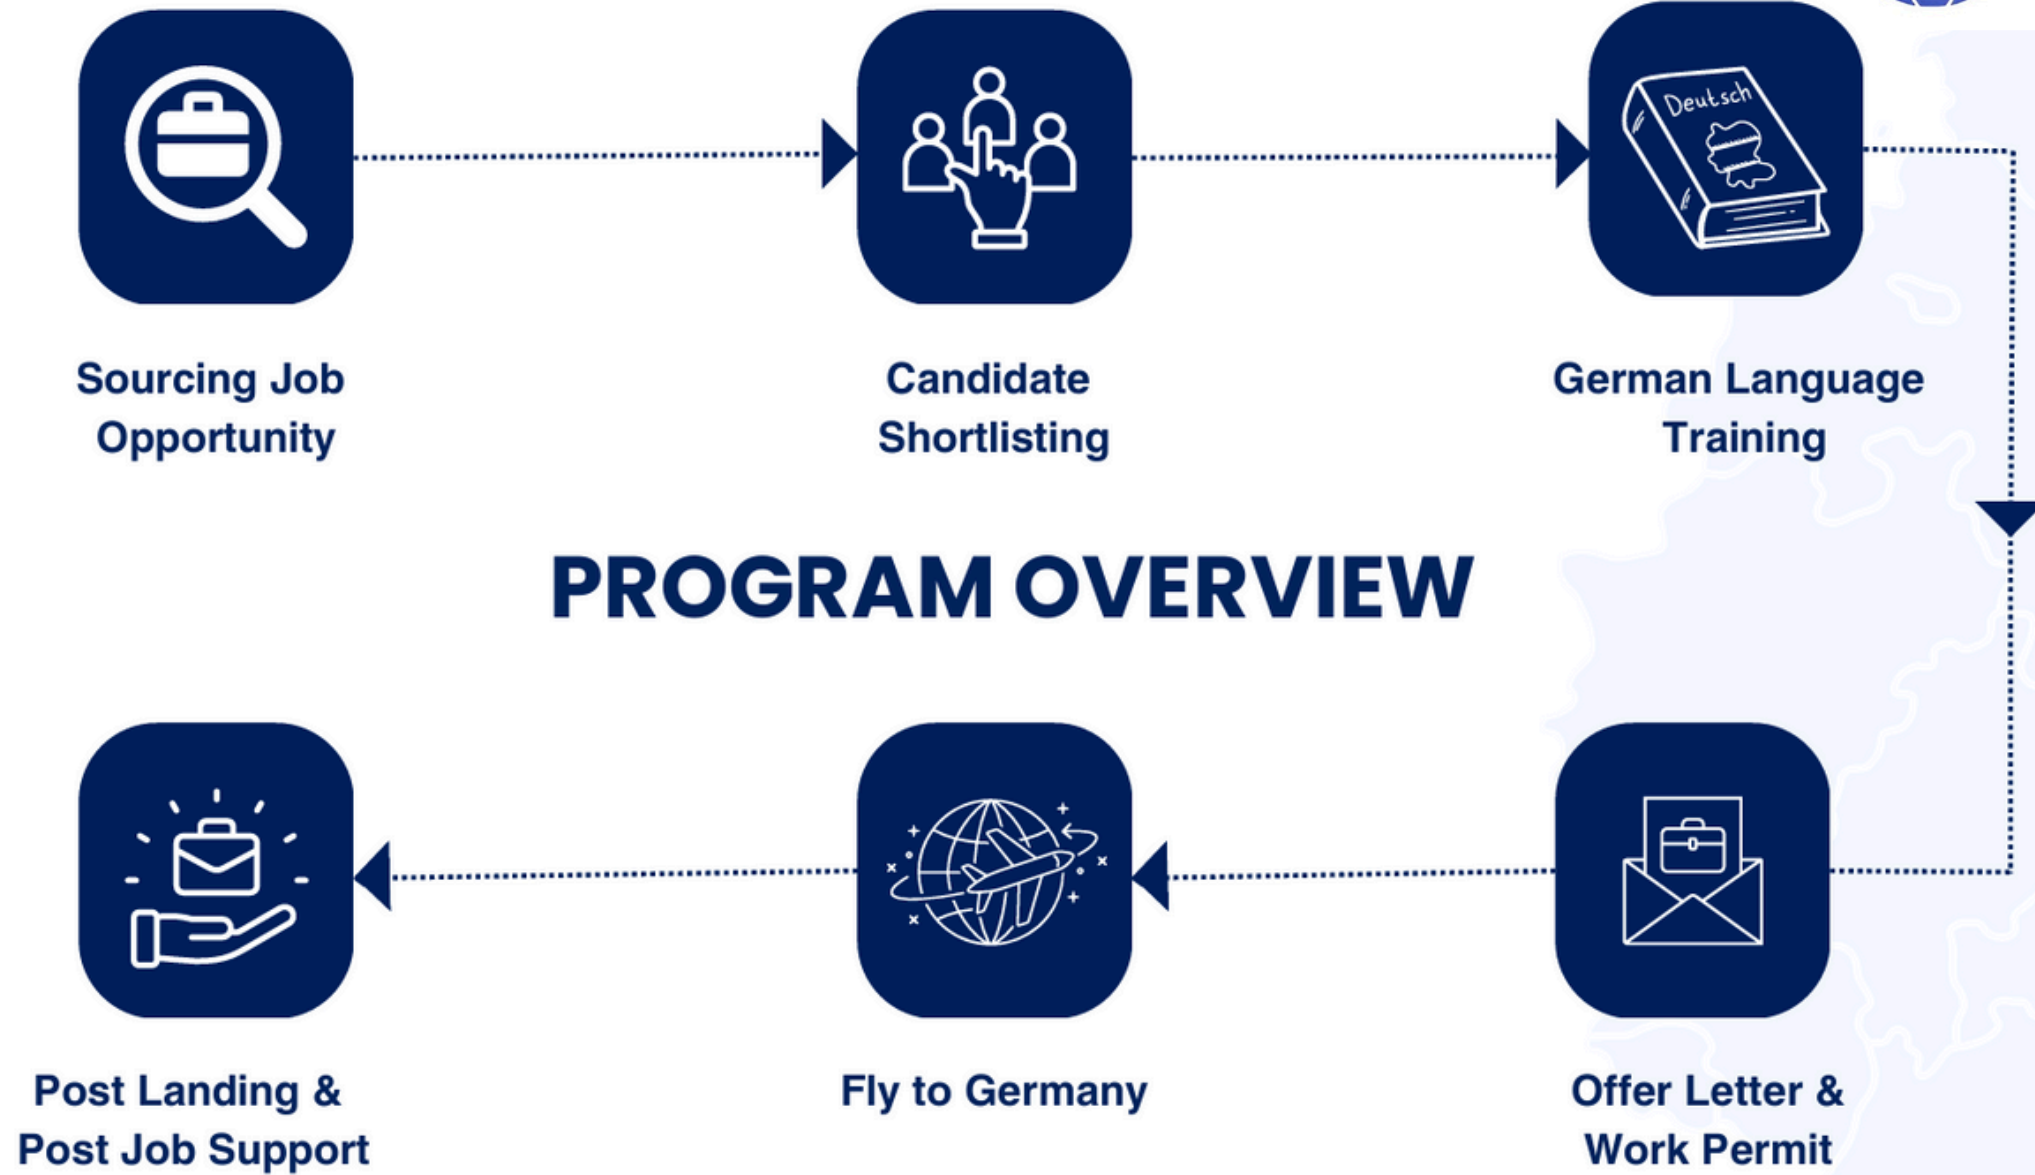 Deutsch
Sourcing Job
Opportunity
Candidate
Shortlisting
German Language
Training
PROGRAM OVERVIEW
Post Landing &
Post Job Support
Fly to Germany
Offer Letter &
Work Permit